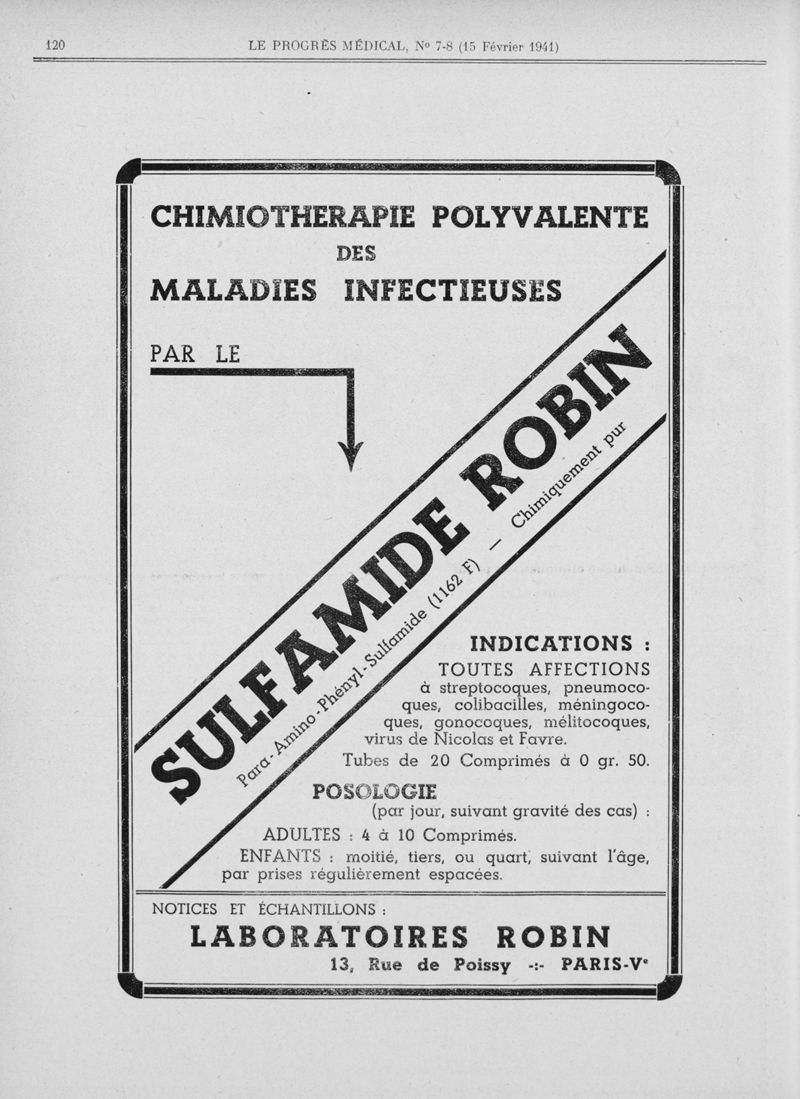 120
LE PROGRÈS MÉDICAL, No 7-8 (15 Février 1941)
CHIMIOTHERAPIE POLYVALENTE
DES
MALADIES INFECTIEUSES
PAR LE
SULFAMIDE ROBIN
Para-Amino-Phényl-Sulfamide (1162 F) — Chimiquement pur
INDICATIONS :
TOUTES AFFECTIONS
à streptocoques, pneumoco-
ques, colibacilles, méningoco-
ques, gonocoques, mélitocoques,
virus de Nicolas et Favre.
Tubes de 20 Comprimés à 0 gr. 50.
POSOLOGIE
(par jour, suivant gravité des cas) :
ADULTES : 4 à 10 Comprimés.
ENFANTS : moitié, tiers, ou quart, suivant l'âge,
par prises régulièrement espacées.
NOTICES ET ÉCHANTILLONS :
LABORATOIRES ROBIN
13, Rue de Poissy -:- PARIS-Ve